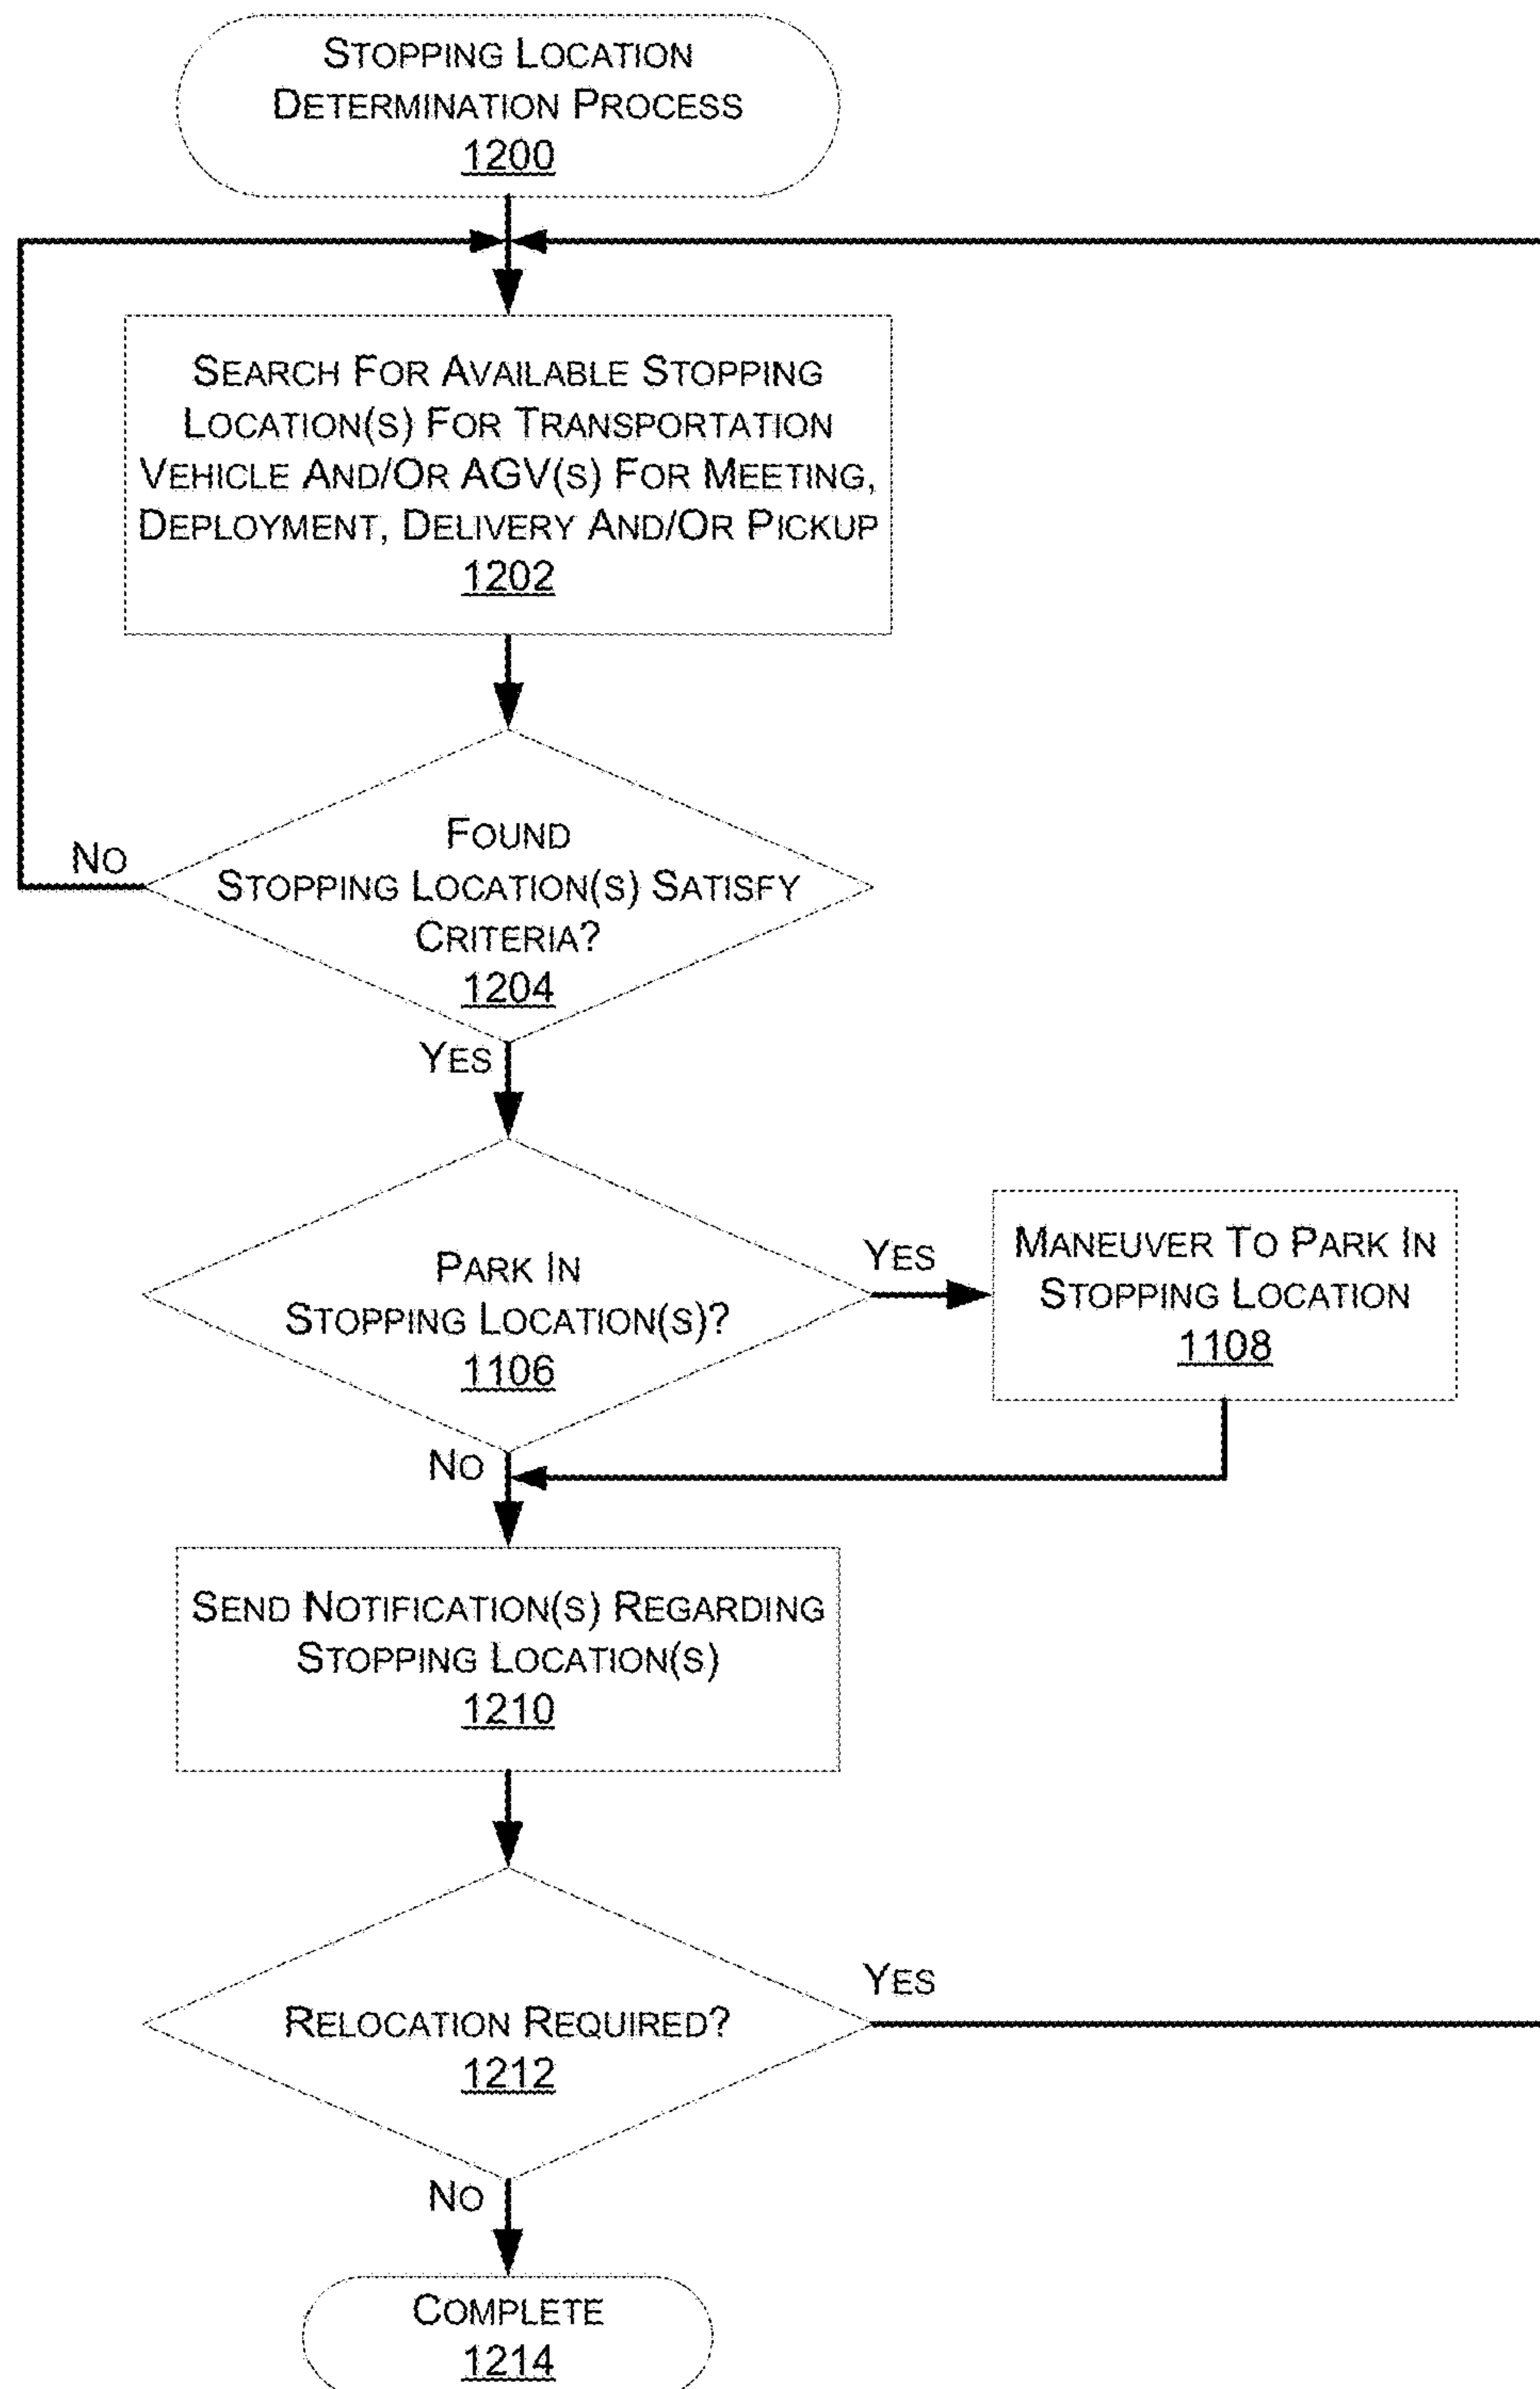 STOPPING LOCATION
DETERMINATION PROCESS
1200
SEARCH FOR AVAILABLE STOPPING
LOCATION(S) FOR TRANSPORTATION
VEHICLE AND/OR AGV(S) FOR MEETING,
DEPLOYMENT, DELIVERY AND/OR PICKUP
1202
FOUND
STOPPING LOCATION(S) SATISFY
CRITERIA?
1204
NO
YES
PARK IN
STOPPING LOCATION(S)?
1106
YES
MANEUVER TO PARK IN
STOPPING LOCATION
1108
NO
SEND NOTIFICATION(S) REGARDING
STOPPING LOCATION(S)
1210
RELOCATION REQUIRED?
1212
YES
NO
COMPLETE
1214